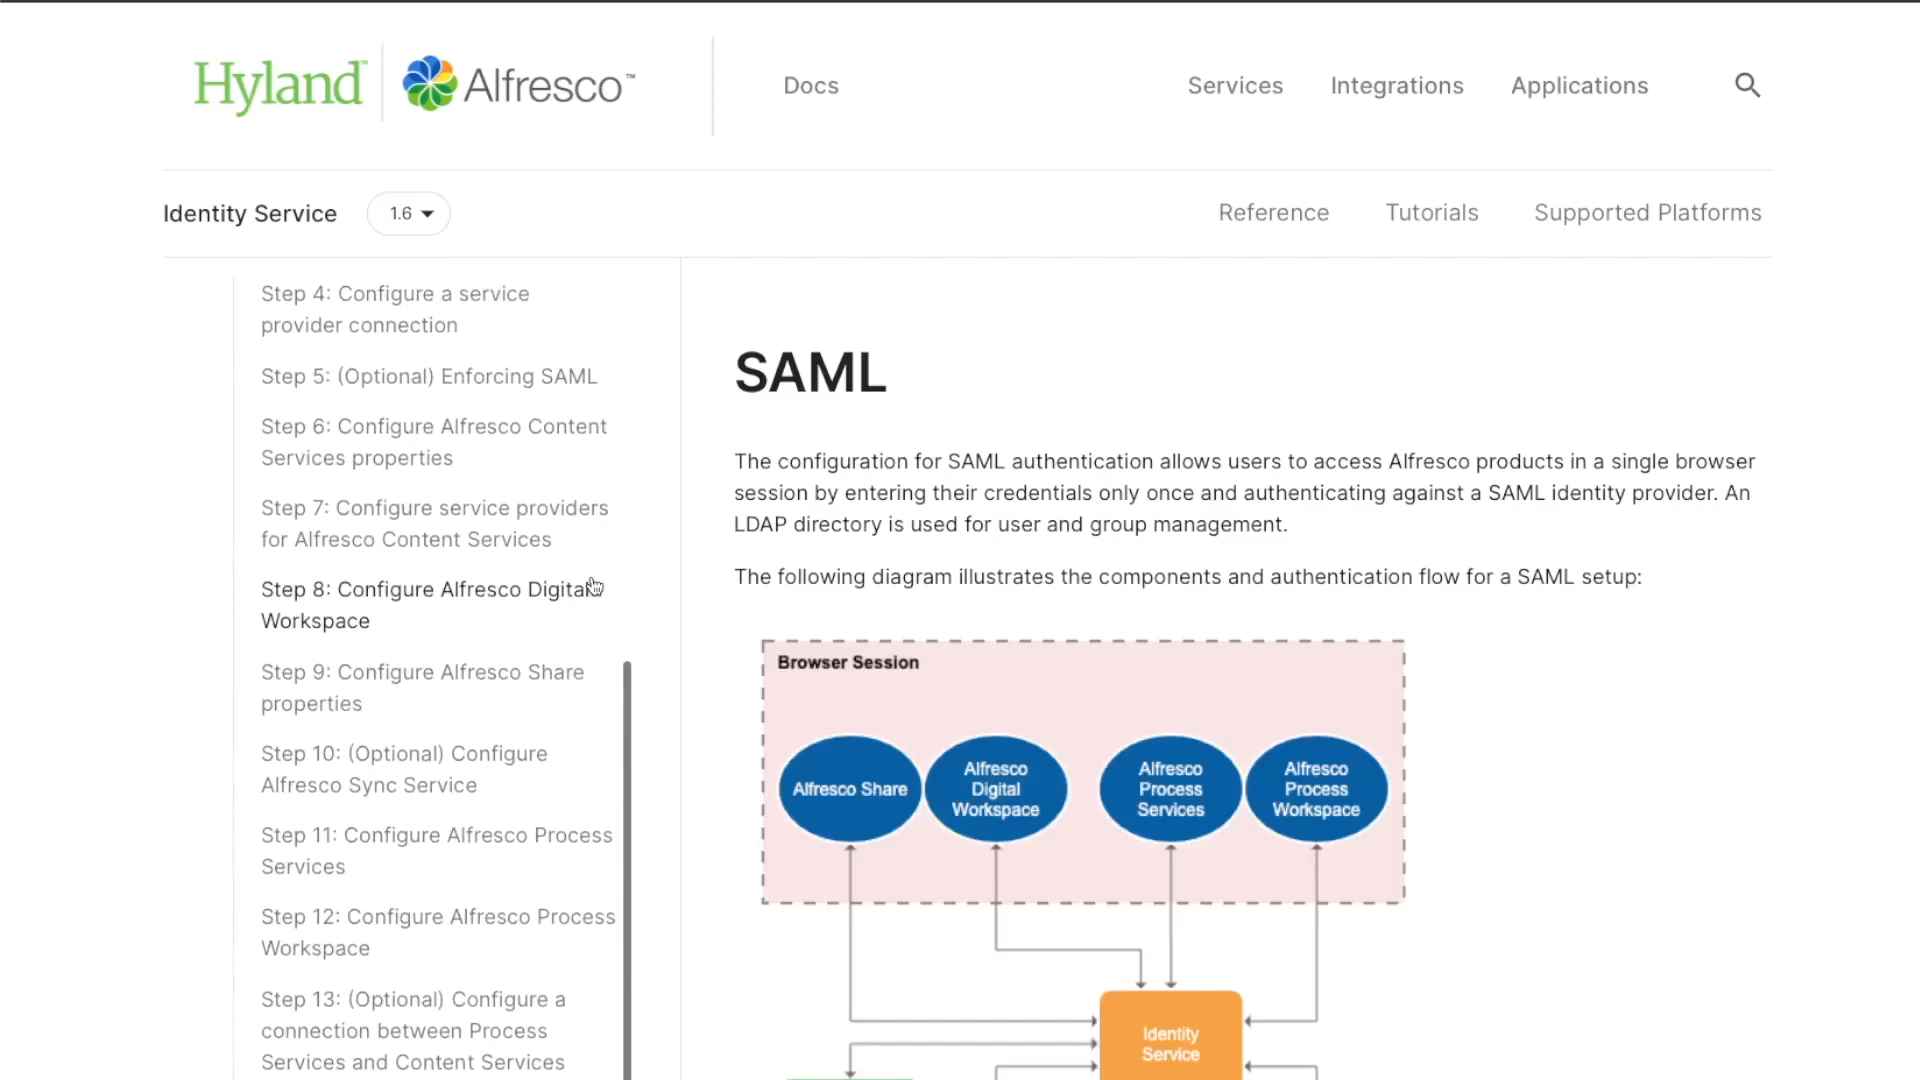 Hyland™
Alfresco™
Docs
Services
Integrations
Applications
Identity Service
1.6
Reference
Tutorials
Supported Platforms
Step 4: Configure a service
provider connection
Step 5: (Optional) Enforcing SAML
Step 6: Configure Alfresco Content
Services properties
Step 7: Configure service providers
for Alfresco Content Services
Step 8: Configure Alfresco Digital
Workspace
Step 9: Configure Alfresco Share
properties
Step 10: (Optional) Configure
Alfresco Sync Service
Step 11: Configure Alfresco Process
Services
Step 12: Configure Alfresco Process
Workspace
Step 13: (Optional) Configure a
connection between Process
Services and Content Services
SAML
The configuration for SAML authentication allows users to access Alfresco products in a single browser
session by entering their credentials only once and authenticating against a SAML identity provider. An
LDAP directory is used for user and group management.
The following diagram illustrates the components and authentication flow for a SAML setup:
Browser Session
Alfresco Share
Alfresco
Digital
Workspace
Alfresco
Process
Services
Alfresco
Process
Workspace
Identity
Service